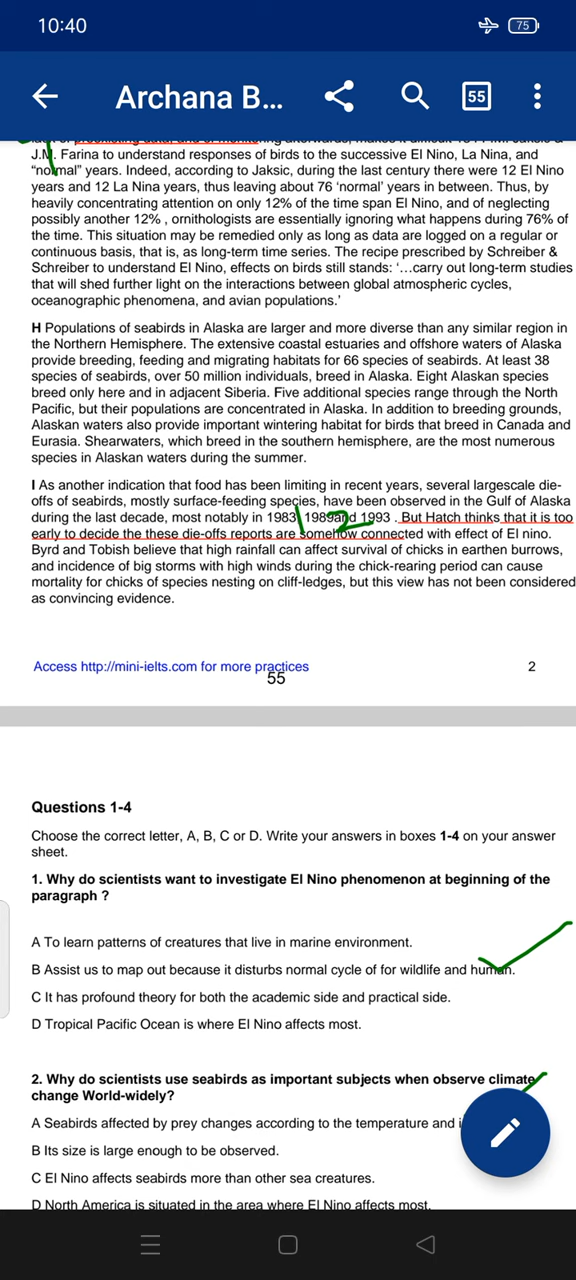 10:40
75
Archana B...
55
J.M. Farina to understand responses of birds to the successive El Nino, La Nina, and
"normal" years. Indeed, according to Jaksic, during the last century there were 12 El Nino
years and 12 La Nina years, thus leaving about 76 'normal' years in between. Thus, by
heavily concentrating attention on only 12% of the time span El Nino, and of neglecting
possibly another 12% , ornithologists are essentially ignoring what happens during 76% of
the time. This situation may be remedied only as long as data are logged on a regular or
continuous basis, that is, as long-term time series. The recipe prescribed by Schreiber &
Schreiber to understand El Nino, effects on birds still stands: '…carry out long-term studies
that will shed further light on the interactions between global atmospheric cycles,
oceanographic phenomena, and avian populations.'
H Populations of seabirds in Alaska are larger and more diverse than any similar region in
the Northern Hemisphere. The extensive coastal estuaries and offshore waters of Alaska
provide breeding, feeding and migrating habitats for 66 species of seabirds. At least 38
species of seabirds, over 50 million individuals, breed in Alaska. Eight Alaskan species
breed only here and in adjacent Siberia. Five additional species range through the North
Pacific, but their populations are concentrated in Alaska. In addition to breeding grounds,
Alaskan waters also provide important wintering habitat for birds that breed in Canada and
Eurasia. Shearwaters, which breed in the southern hemisphere, are the most numerous
species in Alaskan waters during the summer.
I As another indication that food has been limiting in recent years, several largescale die-
offs of seabirds, mostly surface-feeding species, have been observed in the Gulf of Alaska
during the last decade, most notably in 1983, 1989and 1993 . But Hatch thinks that it is too
early to decide the these die-offs reports are somehow connected with effect of El nino.
Byrd and Tobish believe that high rainfall can affect survival of chicks in earthen burrows,
and incidence of big storms with high winds during the chick-rearing period can cause
mortality for chicks of species nesting on cliff-ledges, but this view has not been considered
as convincing evidence.
Access http://mini-ielts.com for more practices
2
55
Questions 1-4
Choose the correct letter, A, B, C or D. Write your answers in boxes 1-4 on your answer
sheet.
1. Why do scientists want to investigate El Nino phenomenon at beginning of the
paragraph ?
A To learn patterns of creatures that live in marine environment.
B Assist us to map out because it disturbs normal cycle of for wildlife and human.
C It has profound theory for both the academic side and practical side.
D Tropical Pacific Ocean is where El Nino affects most.
2. Why do scientists use seabirds as important subjects when observe climate
change World-widely?
A Seabirds affected by prey changes according to the temperature and
B Its size is large enough to be observed.
C El Nino affects seabirds more than other sea creatures.
D North America is situated in the area where El Nino affects most.